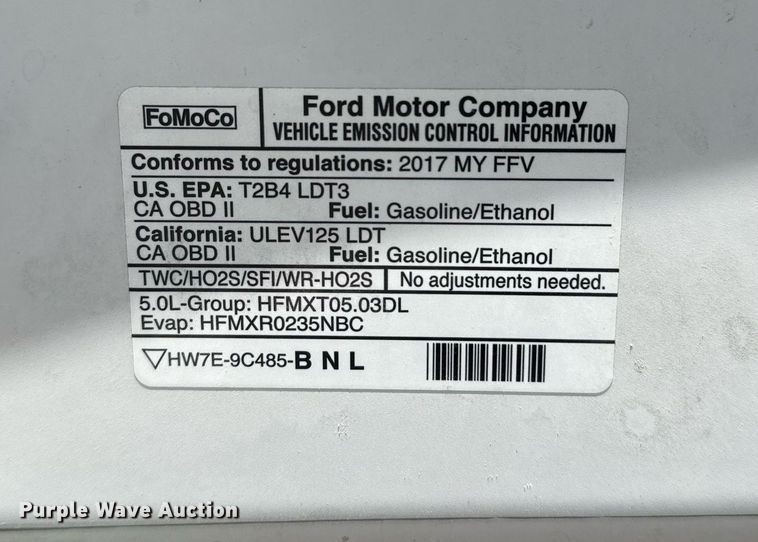 FoMoCo
Ford Motor Company
VEHICLE EMISSION CONTROL INFORMATION
Conforms to regulations: 2017 MY FFV
U.S. EPA: T2B4 LDT3
CA OBD II Fuel: Gasoline/Ethanol
California: ULEV125 LDT
CA OBD II Fuel: Gasoline/Ethanol
TWC/HO2S/SFI/WR-HO2S No adjustments needed.
5.0L-Group: HFMXT05.03DL
Evap: HFMXR0235NBC
HW7E-9C485-B N L
Purple Wave Auction